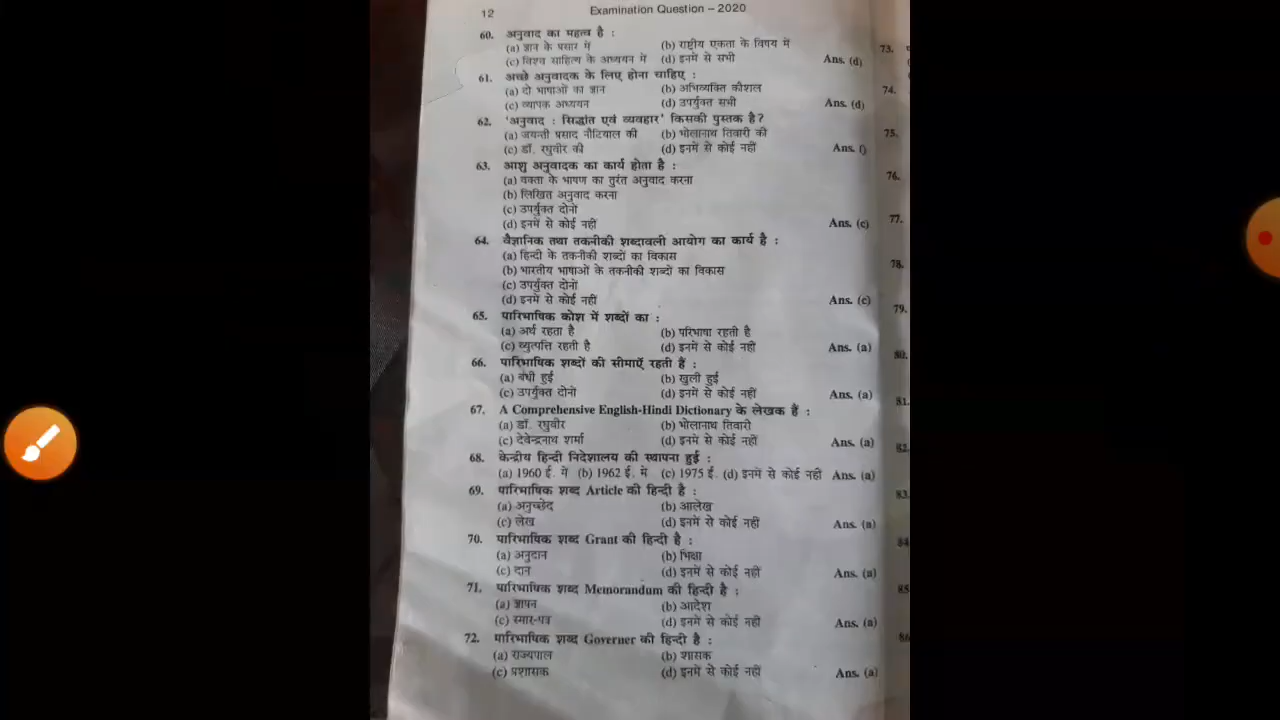 12
Examination Question – 2020
60. अनुवाद का महत्व है :
(a) ज्ञान के प्रसार में (b) राष्ट्रीय एकता के विषय में
(c) विश्व साहित्य के अध्ययन में (d) इनमें से सभी Ans. (d)
61. अच्छे अनुवादक के लिए होना चाहिए :
(a) दो भाषाओं का ज्ञान (b) अभिव्यक्ति कौशल
(c) व्यापक अध्ययन (d) उपर्युक्त सभी Ans. (d)
62. 'अनुवाद : सिद्धांत एवं व्यवहार' किसकी पुस्तक है?
(a) जयन्ती प्रसाद नौटियाल की (b) भोलानाथ तिवारी की
(c) डॉ. रघुवीर की (d) इनमें से कोई नहीं Ans. ()
63. आशु अनुवादक का कार्य होता है :
(a) वक्ता के भाषण का तुरंत अनुवाद करना
(b) लिखित अनुवाद करना
(c) उपर्युक्त दोनों
(d) इनमें से कोई नहीं Ans. (c)
64. वैज्ञानिक तथा तकनीकी शब्दावली आयोग का कार्य है :
(a) हिन्दी के तकनीकी शब्दों का विकास
(b) भारतीय भाषाओं के तकनीकी शब्दों का विकास
(c) उपर्युक्त दोनों
(d) इनमें से कोई नहीं Ans. (c)
65. पारिभाषिक कोश में शब्दों का :
(a) अर्थ रहता है (b) परिभाषा रहती है
(c) व्युत्पत्ति रहती है (d) इनमें से कोई नहीं Ans. (a)
66. पारिभाषिक शब्दों की सीमाएँ रहती हैं :
(a) बंधी हुई (b) खुली हुई
(c) उपर्युक्त दोनों (d) इनमें से कोई नहीं Ans. (a)
67. A Comprehensive English-Hindi Dictionary के लेखक हैं :
(a) डॉ. रघुवीर (b) भोलानाथ तिवारी
(c) देवेन्द्रनाथ शर्मा (d) इनमें से कोई नहीं Ans. (a)
68. केन्द्रीय हिन्दी निदेशालय की स्थापना हुई :
(a) 1960 ई. में (b) 1962 ई. में (c) 1975 ई. (d) इनमें से कोई नहीं Ans. (a)
69. पारिभाषिक शब्द Article की हिन्दी है :
(a) अनुच्छेद (b) आलेख
(c) लेख (d) इनमें से कोई नहीं Ans. (a)
70. पारिभाषिक शब्द Grant की हिन्दी है :
(a) अनुदान (b) भिक्षा
(c) दान (d) इनमें से कोई नहीं Ans. (a)
71. पारिभाषिक शब्द Memorandum की हिन्दी है :
(a) ज्ञापन (b) आदेश
(c) स्मार-पत्र (d) इनमें से कोई नहीं Ans. (a)
72. पारिभाषिक शब्द Governer की हिन्दी है :
(a) राज्यपाल (b) शासक
(c) प्रशासक (d) इनमें से कोई नहीं Ans. (a)
73.
74.
75.
76.
77.
78.
79.
80.
81.
82.
83.
84
85
86